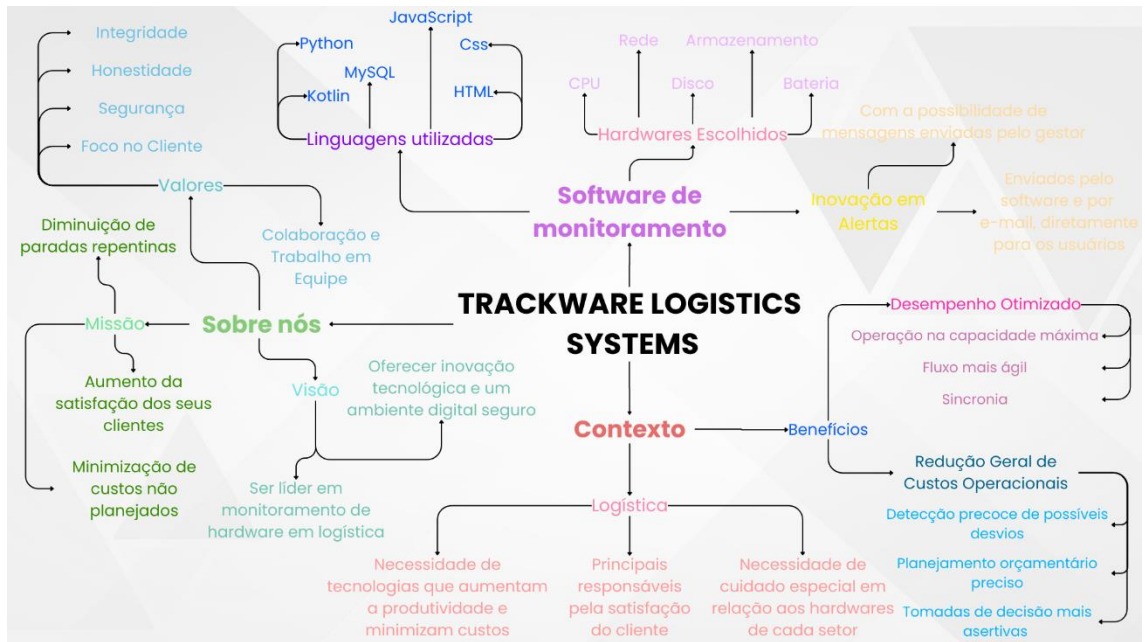 Integridade
Honestidade
Segurança
Foco no Cliente
Valores
Colaboração e
Trabalho em
Equipe
Python
JavaScript
Css
MySQL
Kotlin
HTML
Linguagens utilizadas
Rede
Armazenamento
CPU
Disco
Bateria
Hardwares Escolhidos
Com a possibilidade de
mensagens enviadas pelo gestor
Software de
monitoramento
Inovação em
Alertas
Enviados pelo
software e por
e-mail, diretamente
para os usuários
Diminuição de
paradas repentinas
Missão
Sobre nós
TRACKWARE LOGISTICS
SYSTEMS
Aumento da
satisfação dos seus
clientes
Minimização de
custos não
planejados
Visão
Oferecer inovação
tecnológica e um
ambiente digital seguro
Ser líder em
monitoramento de
hardware em logística
Contexto
Benefícios
Desempenho Otimizado
Operação na capacidade máxima
Fluxo mais ágil
Sincronia
Redução Geral de
Custos Operacionais
Detecção precoce de possíveis
desvios
Planejamento orçamentário
preciso
Tomadas de decisão mais
assertivas
Logística
Necessidade de
tecnologias que aumentam
a produtividade e
minimizam custos
Principais
responsáveis
pela satisfação
do cliente
Necessidade de
cuidado especial em
relação aos hardwares
de cada setor